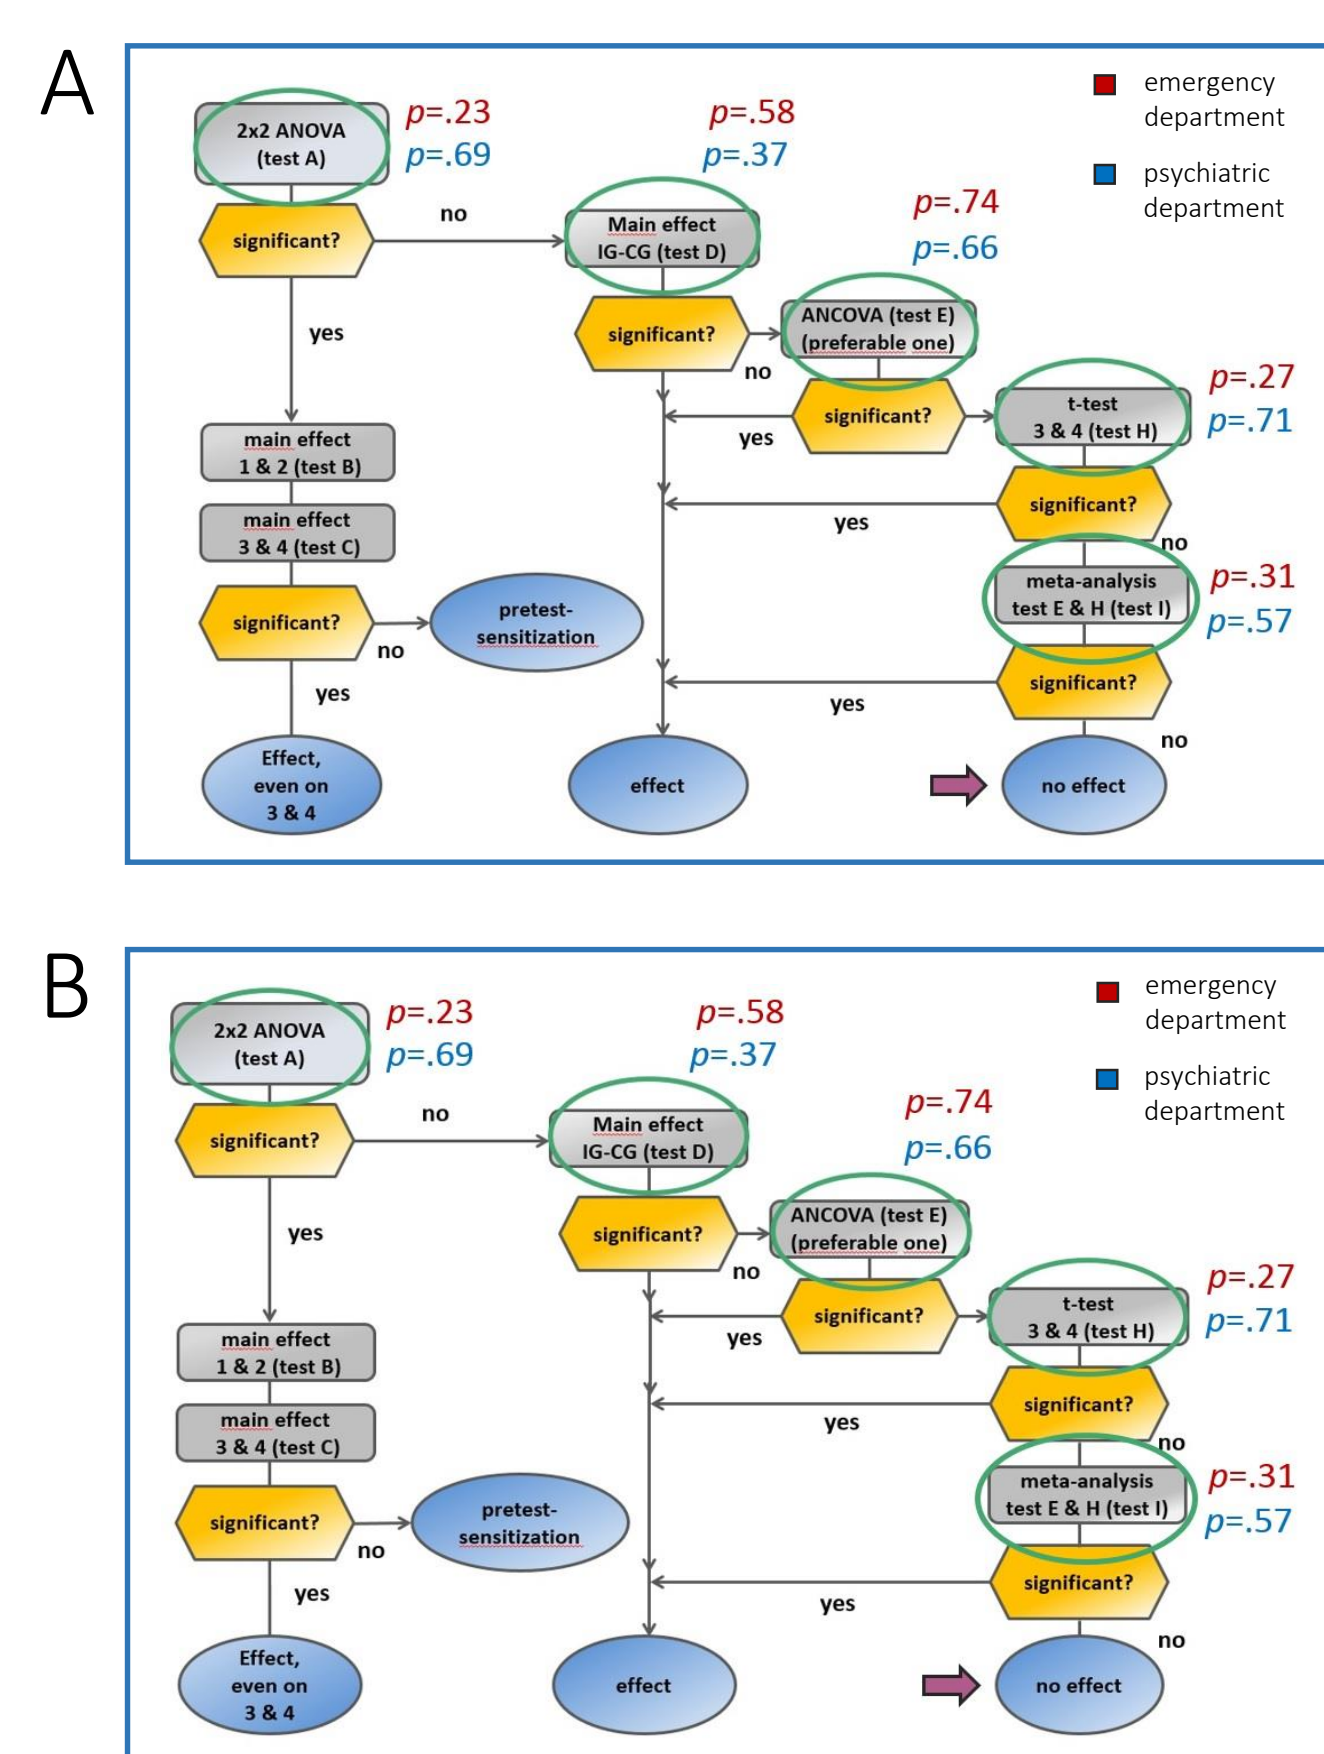 A
emergency
department
psychiatric
department
2x2 ANOVA
(test A)
p=.23
p=.69
p=.58
p=.37
significant?
no
Main effect
IG-CG (test D)
p=.74
p=.66
yes
significant?
no
ANCOVA (test E)
(preferable one)
significant?
yes
p=.27
p=.71
t-test
3 & 4 (test H)
main effect
1 & 2 (test B)
significant?
yes
no
main effect
3 & 4 (test C)
meta-analysis
test E & H (test I)
p=.31
p=.57
significant?
no
pretest-
sensitization
yes
significant?
yes
no
Effect,
even on
3 & 4
effect
no effect
B
emergency
department
psychiatric
department
2x2 ANOVA
(test A)
p=.23
p=.69
p=.58
p=.37
significant?
no
Main effect
IG-CG (test D)
p=.74
p=.66
yes
significant?
no
ANCOVA (test E)
(preferable one)
significant?
yes
p=.27
p=.71
t-test
3 & 4 (test H)
main effect
1 & 2 (test B)
significant?
yes
no
main effect
3 & 4 (test C)
meta-analysis
test E & H (test I)
p=.31
p=.57
significant?
no
pretest-
sensitization
yes
significant?
yes
no
Effect,
even on
3 & 4
effect
no effect